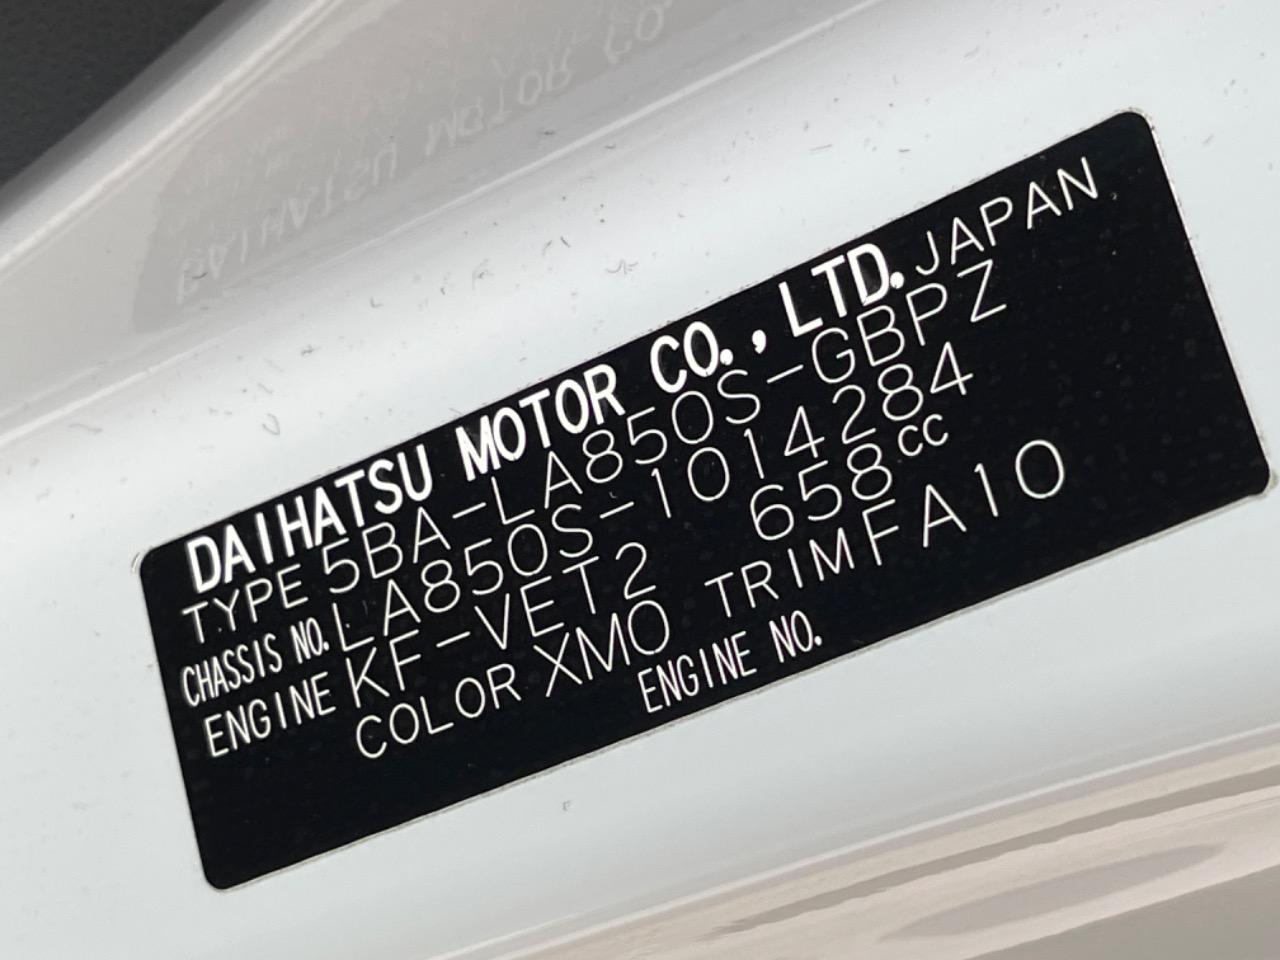 DAIHATSU MOTOR CO., LTD. JAPAN
TYPE 5BA-LA850S-GBPZ
CHASSIS NO. LA850S-1014284
ENGINE KF-VET2 658CC
COLOR XM0 TRIM FA10
ENGINE NO.